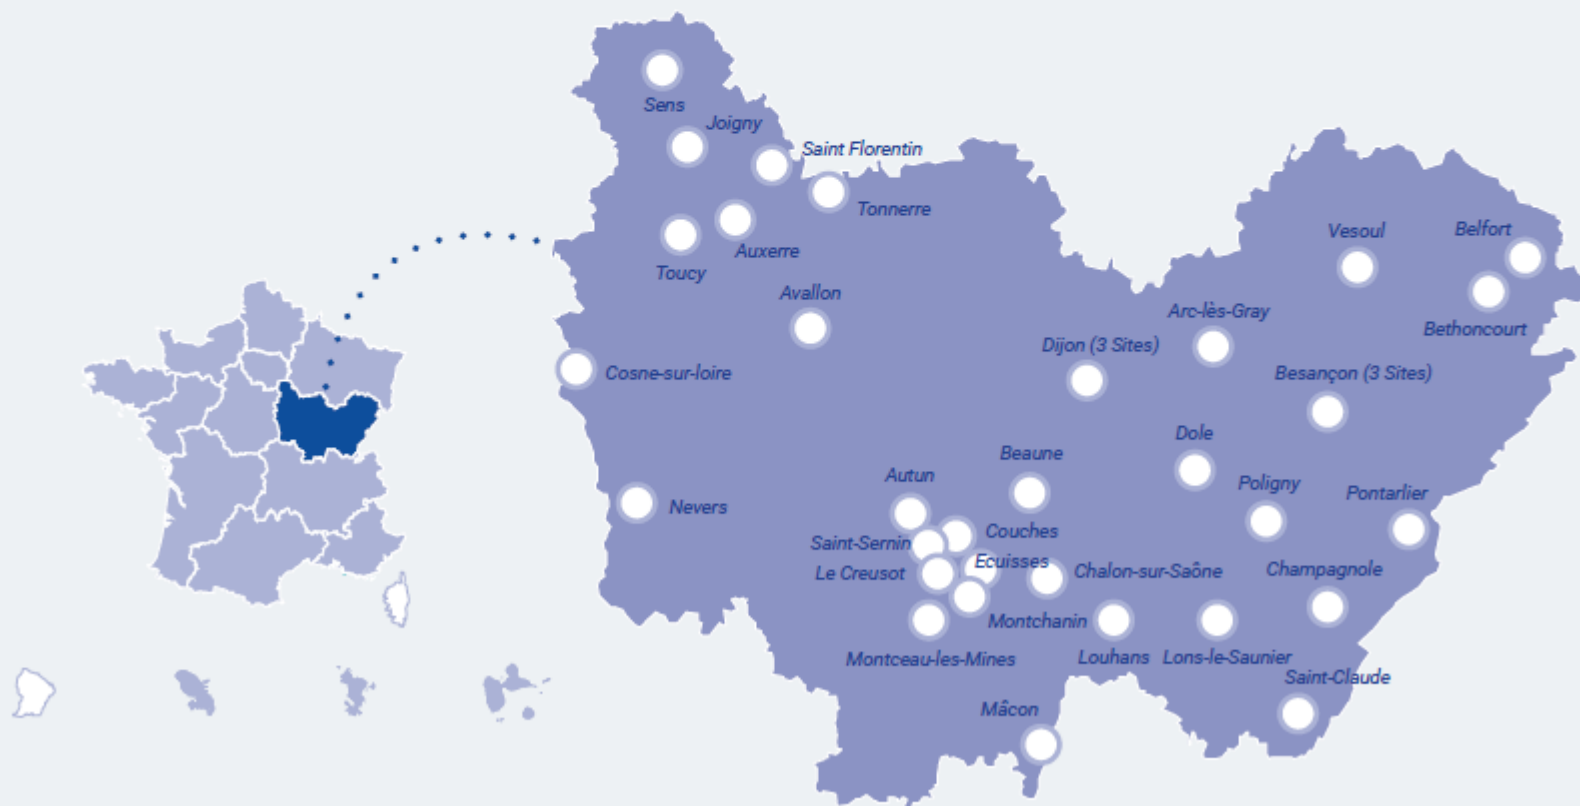 Sens
Joigny
Saint Florentin
Tonnerre
Auxerre
Toucy
Avallon
Vesoul
Belfort
Bethoncourt
Arc-lès-Gray
Dijon (3 Sites)
Cosne-sur-loire
Besançon (3 Sites)
Dole
Beaune
Autun
Poligny
Pontarlier
Nevers
Couches
Saint-Sernin
Ecuisses
Le Creusot
Chalon-sur-Saône
Champagnole
Montchanin
Montceau-les-Mines
Louhans
Lons-le-Saunier
Saint-Claude
Mâcon